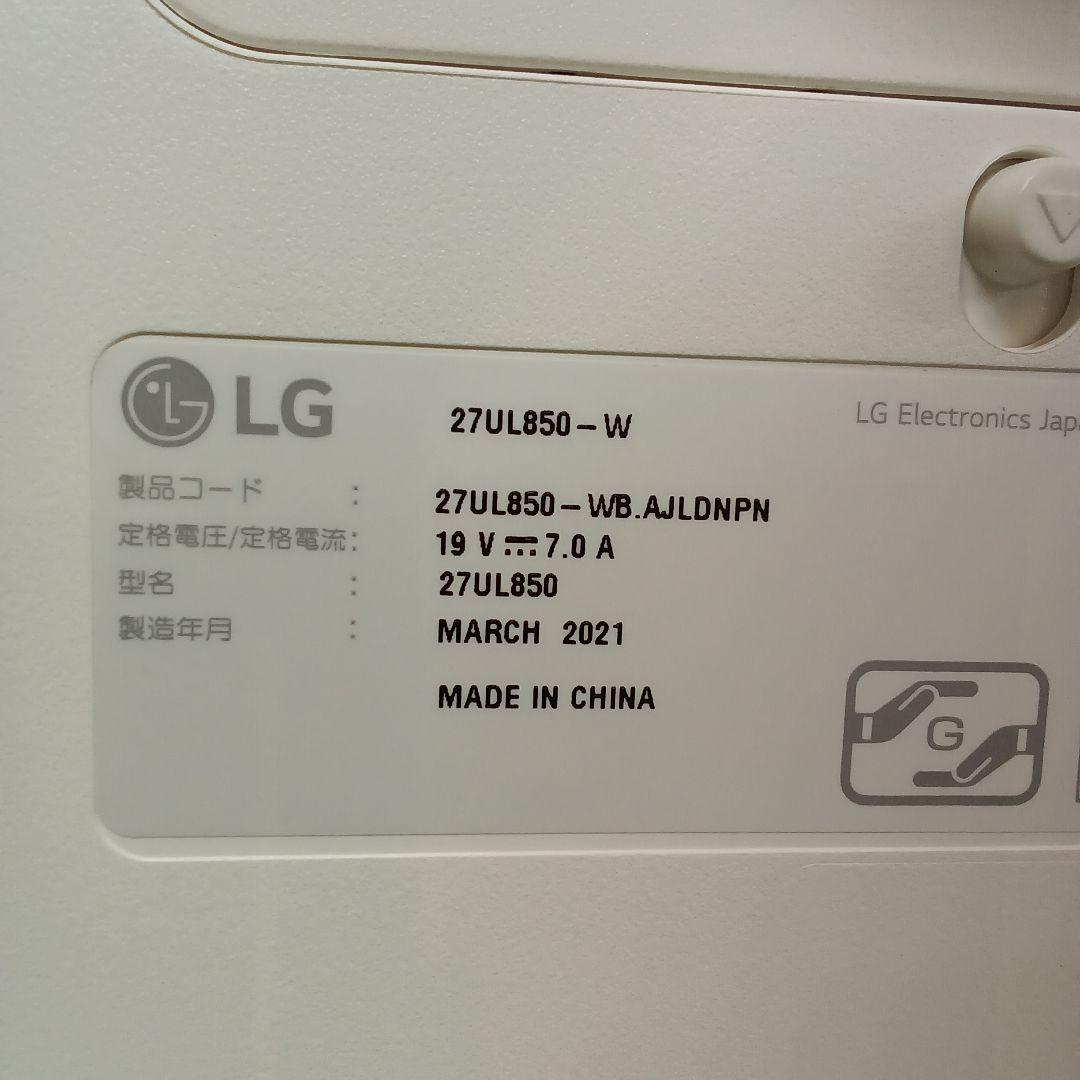 LG
27UL850-W
LG Electronics
製品コード : 27UL850-WB.AJLDNPN
定格電圧/定格電流: 19 V⎓7.0 A
型名 : 27UL850
製造年月 : MARCH 2021
MADE IN CHINA
G